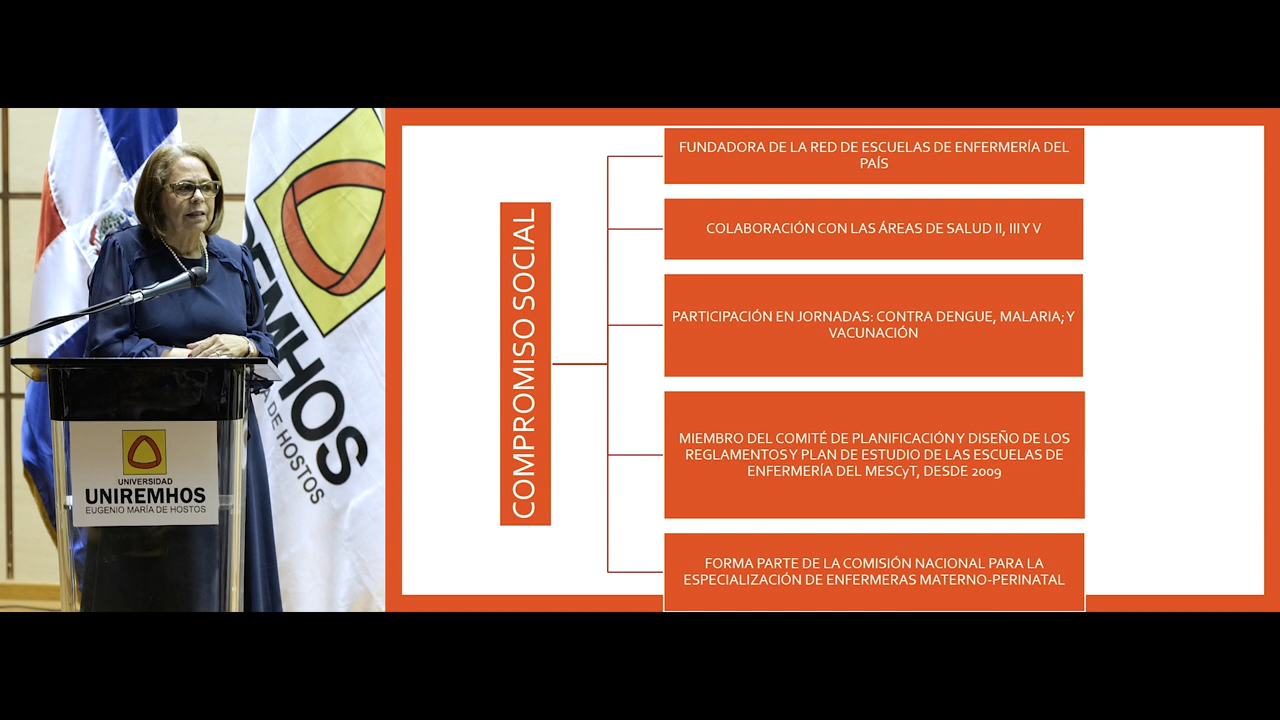 DEMHOS
A DE HOSTOS
UNIVERSIDAD
UNIREMHOS
EUGENIO MARÍA DE HOSTOS
COMPROMISO SOCIAL
FUNDADORA DE LA RED DE ESCUELAS DE ENFERMERÍA DEL
PAÍS
COLABORACIÓN CON LAS ÁREAS DE SALUD II, III Y V
PARTICIPACIÓN EN JORNADAS: CONTRA DENGUE, MALARIA; Y
VACUNACIÓN
MIEMBRO DEL COMITÉ DE PLANIFICACIÓN Y DISEÑO DE LOS
REGLAMENTOS Y PLAN DE ESTUDIO DE LAS ESCUELAS DE
ENFERMERÍA DEL MESCyT, DESDE 2009
FORMA PARTE DE LA COMISIÓN NACIONAL PARA LA
ESPECIALIZACIÓN DE ENFERMERAS MATERNO-PERINATAL